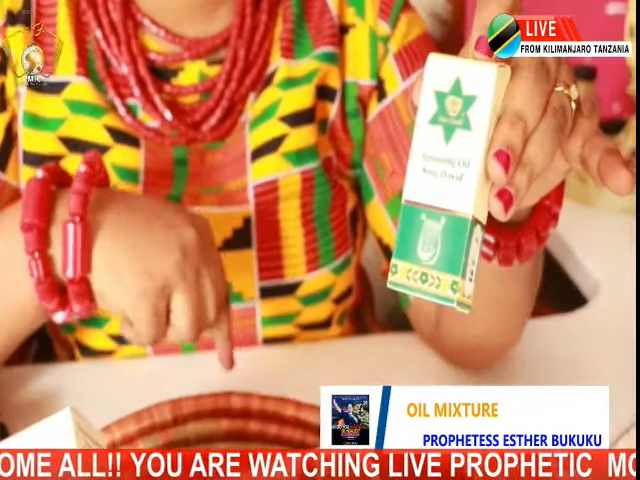 LIVE
FROM KILIMANJARO TANZANIA
Anointing Oil
King David
OIL MIXTURE
PROPHETESS ESTHER BUKUKU
OME ALL!! YOU ARE WATCHING LIVE PROPHETIC MO